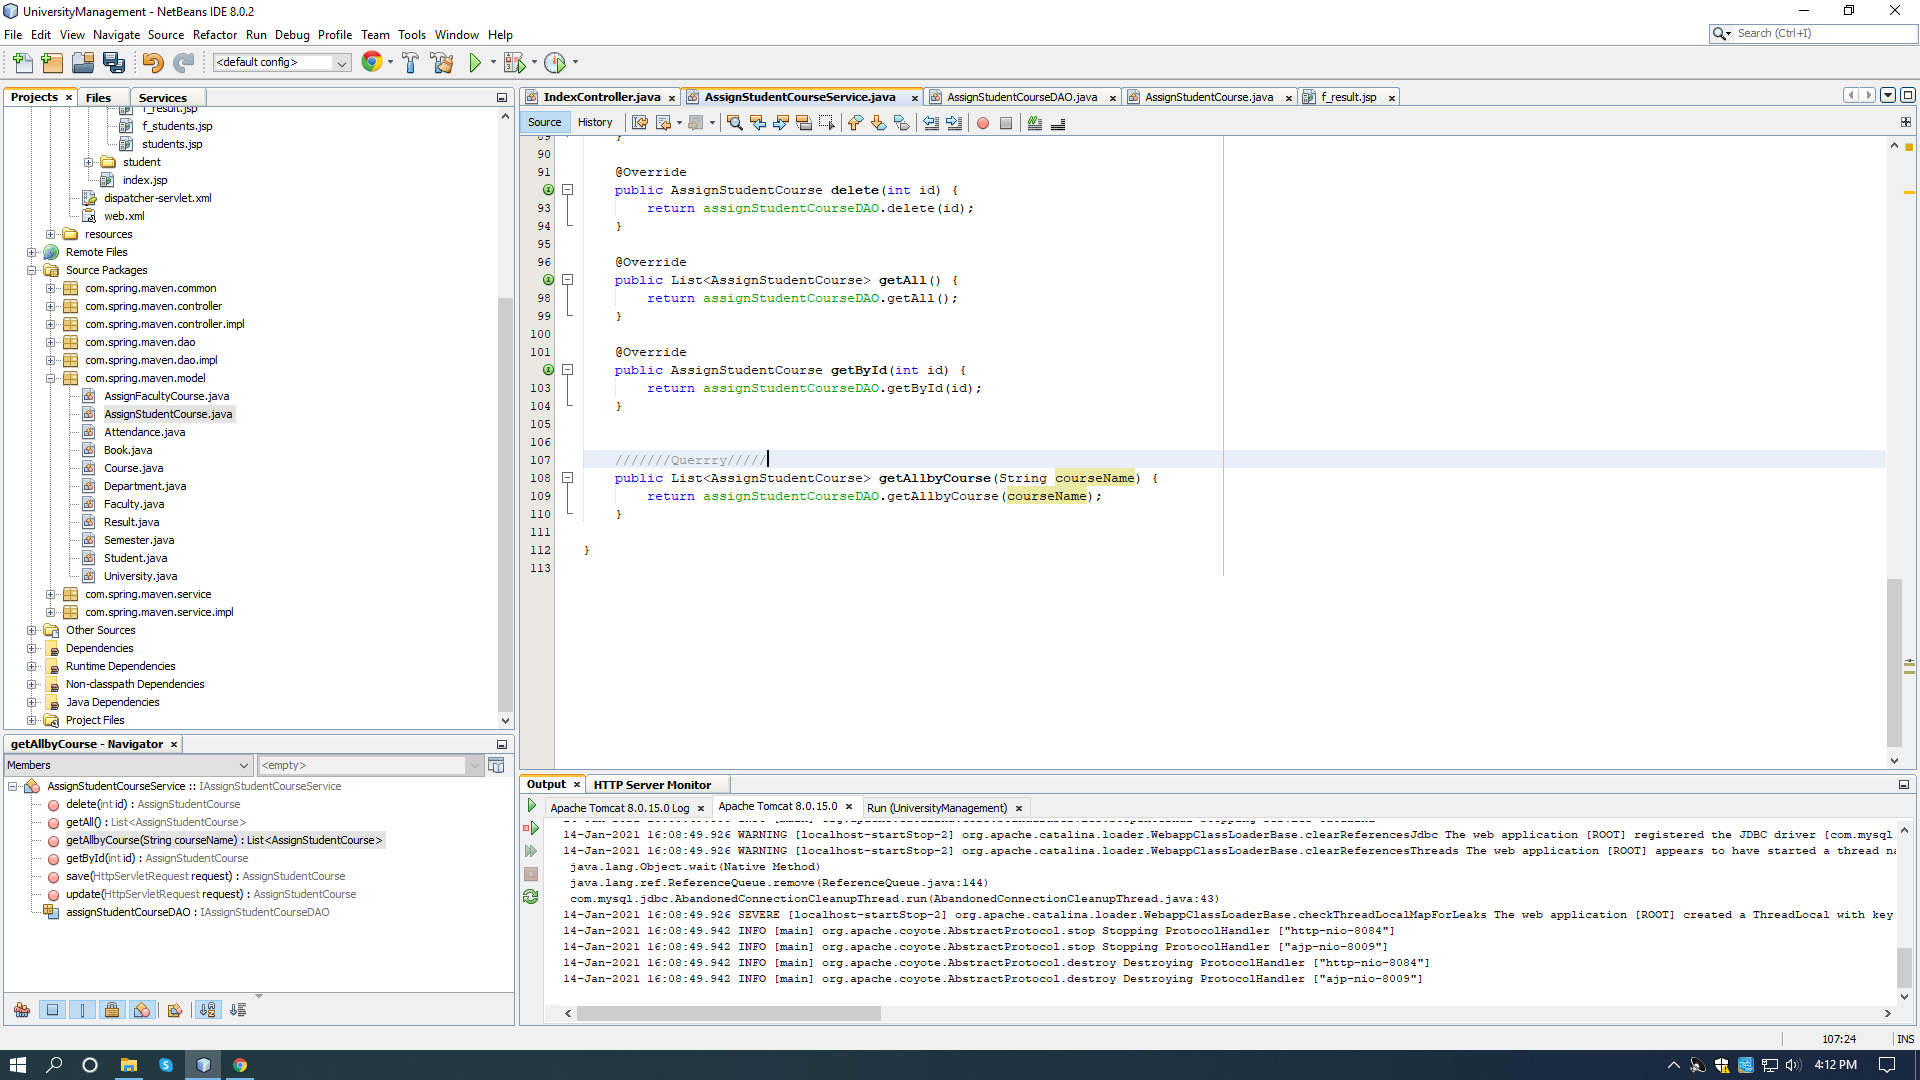 UniversityManagement - NetBeans IDE 8.0.2
File Edit View Navigate Source Refactor Run Debug Profile Team Tools Window Help
Search (Ctrl+I)
<default config>
Projects Files Services
f_result.jsp
f_students.jsp
students.jsp
student
index.jsp
dispatcher-servlet.xml
web.xml
resources
Remote Files
Source Packages
com.spring.maven.common
com.spring.maven.controller
com.spring.maven.controller.impl
com.spring.maven.dao
com.spring.maven.dao.impl
com.spring.maven.model
AssignFacultyCourse.java
AssignStudentCourse.java
Attendance.java
Book.java
Course.java
Department.java
Faculty.java
Result.java
Semester.java
Student.java
University.java
com.spring.maven.service
com.spring.maven.service.impl
Other Sources
Dependencies
Runtime Dependencies
Non-classpath Dependencies
Java Dependencies
Project Files
getAllbyCourse - Navigator
Members <empty>
AssignStudentCourseService :: IAssignStudentCourseService
delete(int id) : AssignStudentCourse
getAll() : List<AssignStudentCourse>
getAllbyCourse(String courseName) : List<AssignStudentCourse>
getById(int id) : AssignStudentCourse
save(HttpServletRequest request) : AssignStudentCourse
update(HttpServletRequest request) : AssignStudentCourse
assignStudentCourseDAO : IAssignStudentCourseDAO
IndexController.java AssignStudentCourseService.java AssignStudentCourseDAO.java AssignStudentCourse.java f_result.jsp
Source History
89 }
90
91 @Override
public AssignStudentCourse delete(int id) {
93 return assignStudentCourseDAO.delete(id);
94 }
95
96 @Override
public List<AssignStudentCourse> getAll() {
98 return assignStudentCourseDAO.getAll();
99 }
100
101 @Override
public AssignStudentCourse getById(int id) {
103 return assignStudentCourseDAO.getById(id);
104 }
105
106
107 ///////Querrry/////
108 public List<AssignStudentCourse> getAllbyCourse(String courseName) {
109 return assignStudentCourseDAO.getAllbyCourse(courseName);
110 }
111
112 }
113
Output HTTP Server Monitor
Apache Tomcat 8.0.15.0 Log Apache Tomcat 8.0.15.0 Run (UniversityManagement)
14-Jan-2021 16:08:49.926 WARNING [localhost-startStop-2] org.apache.catalina.loader.WebappClassLoaderBase.clearReferencesJdbc The web application [ROOT] registered the JDBC driver [com.mysql
14-Jan-2021 16:08:49.926 WARNING [localhost-startStop-2] org.apache.catalina.loader.WebappClassLoaderBase.clearReferencesThreads The web application [ROOT] appears to have started a thread na
java.lang.Object.wait(Native Method)
java.lang.ref.ReferenceQueue.remove(ReferenceQueue.java:144)
com.mysql.jdbc.AbandonedConnectionCleanupThread.run(AbandonedConnectionCleanupThread.java:43)
14-Jan-2021 16:08:49.926 SEVERE [localhost-startStop-2] org.apache.catalina.loader.WebappClassLoaderBase.checkThreadLocalMapForLeaks The web application [ROOT] created a ThreadLocal with key
14-Jan-2021 16:08:49.942 INFO [main] org.apache.coyote.AbstractProtocol.stop Stopping ProtocolHandler ["http-nio-8084"]
14-Jan-2021 16:08:49.942 INFO [main] org.apache.coyote.AbstractProtocol.stop Stopping ProtocolHandler ["ajp-nio-8009"]
14-Jan-2021 16:08:49.942 INFO [main] org.apache.coyote.AbstractProtocol.destroy Destroying ProtocolHandler ["http-nio-8084"]
14-Jan-2021 16:08:49.942 INFO [main] org.apache.coyote.AbstractProtocol.destroy Destroying ProtocolHandler ["ajp-nio-8009"]
107:24 INS
4:12 PM